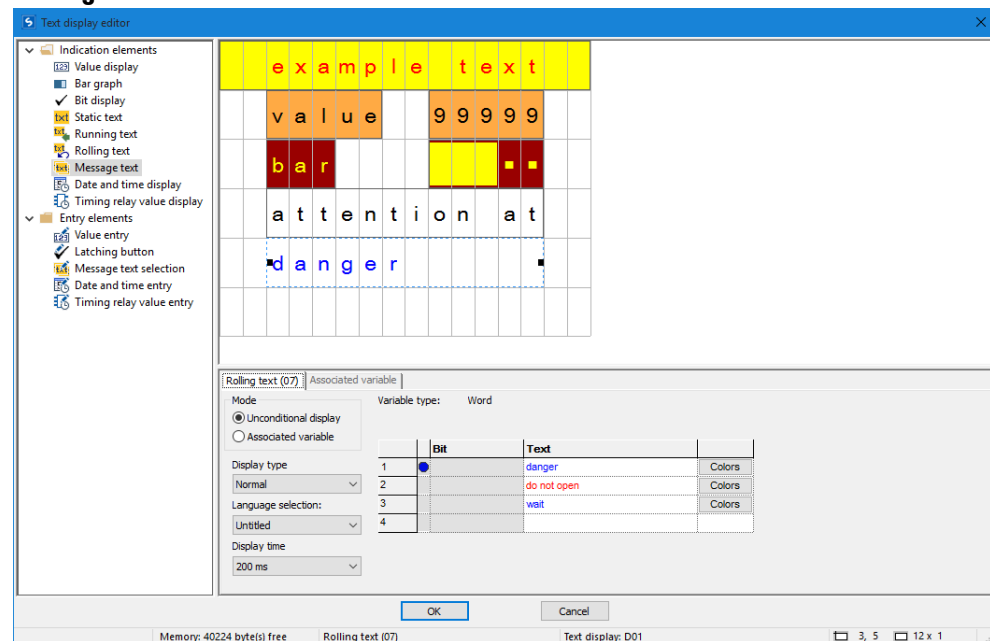 Text display editor
Indication elements
Value display
Bar graph
Bit display
Static text
Running text
Rolling text
Message text
Date and time display
Timing relay value display
Entry elements
Value entry
Latching button
Message text selection
Date and time entry
Timing relay value entry
example text
value 99999
bar
attention at
danger
Rolling text (07) Associated variable
Mode
Unconditional display
Associated variable
Variable type: Word
Display type
Normal
Language selection:
Untitled
Display time
200 ms
Bit Text
1 danger Colors
2 do not open Colors
3 wait Colors
4
OK Cancel
Memory: 40224 byte(s) free Rolling text (07) Text display: D01 3, 5 12 x 1